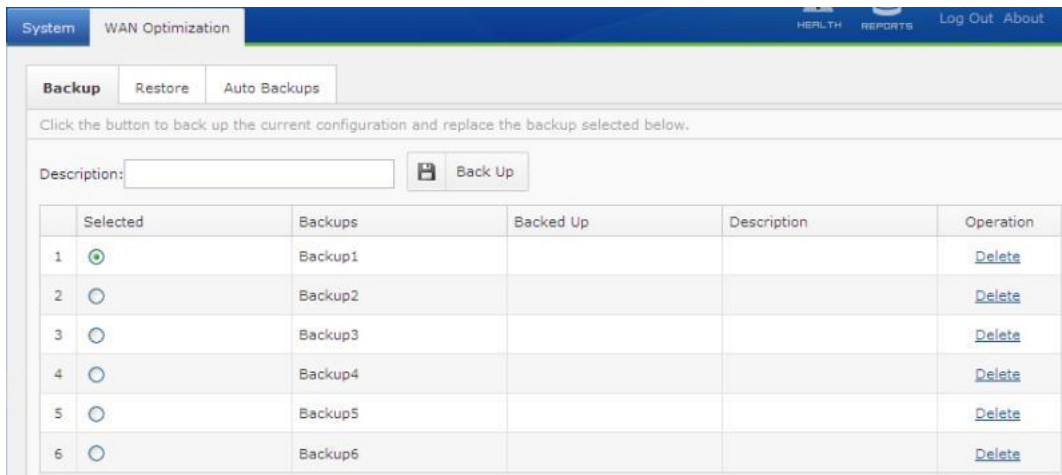 System WAN Optimization HEALTH REPORTS Log Out About
Backup Restore Auto Backups
Click the button to back up the current configuration and replace the backup selected below.
Description: Back Up
Selected Backups Backed Up Description Operation
1 Backup1 Delete
2 Backup2 Delete
3 Backup3 Delete
4 Backup4 Delete
5 Backup5 Delete
6 Backup6 Delete